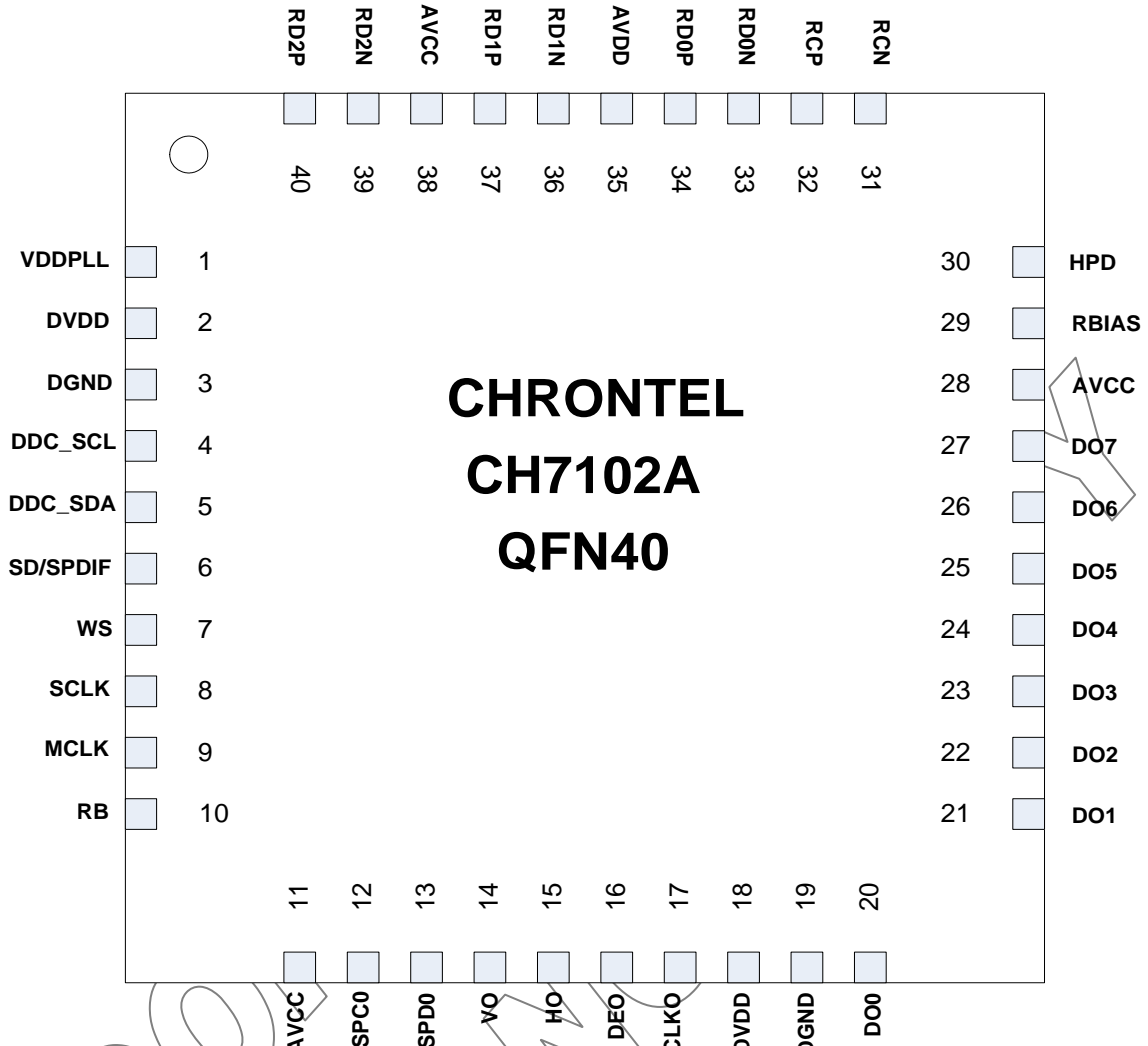 RD2P
RD2N
AVCC
RD1P
RD1N
AVDD
RD0P
RD0N
RCP
RCN
40
39
38
37
36
35
34
33
32
31
VDDPLL 1
DVDD 2
DGND 3
DDC_SCL 4
DDC_SDA 5
SD/SPDIF 6
WS 7
SCLK 8
MCLK 9
RB 10
CHRONTEL
CH7102A
QFN40
30 HPD
29 RBIAS
28 AVCC
27 DO7
26 DO6
25 DO5
24 DO4
23 DO3
22 DO2
21 DO1
11
12
13
14
15
16
17
18
19
20
AVCC
SPC0
SPD0
VO
HO
DEO
CLKO
DVDD
DGND
DO0